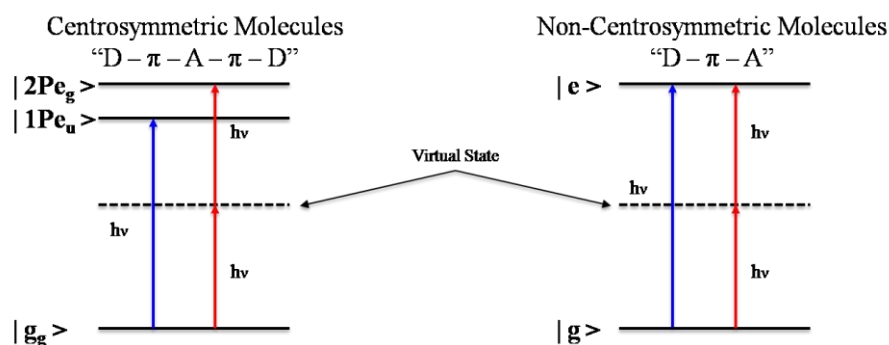 Centrosymmetric Molecules
“D – π – A – π – D”
| 2Peg >
| 1Peu >
hν
hν
hν
| gg >
Virtual State
Non-Centrosymmetric Molecules
“D – π – A”
| e >
hν
hν
hν
| g >